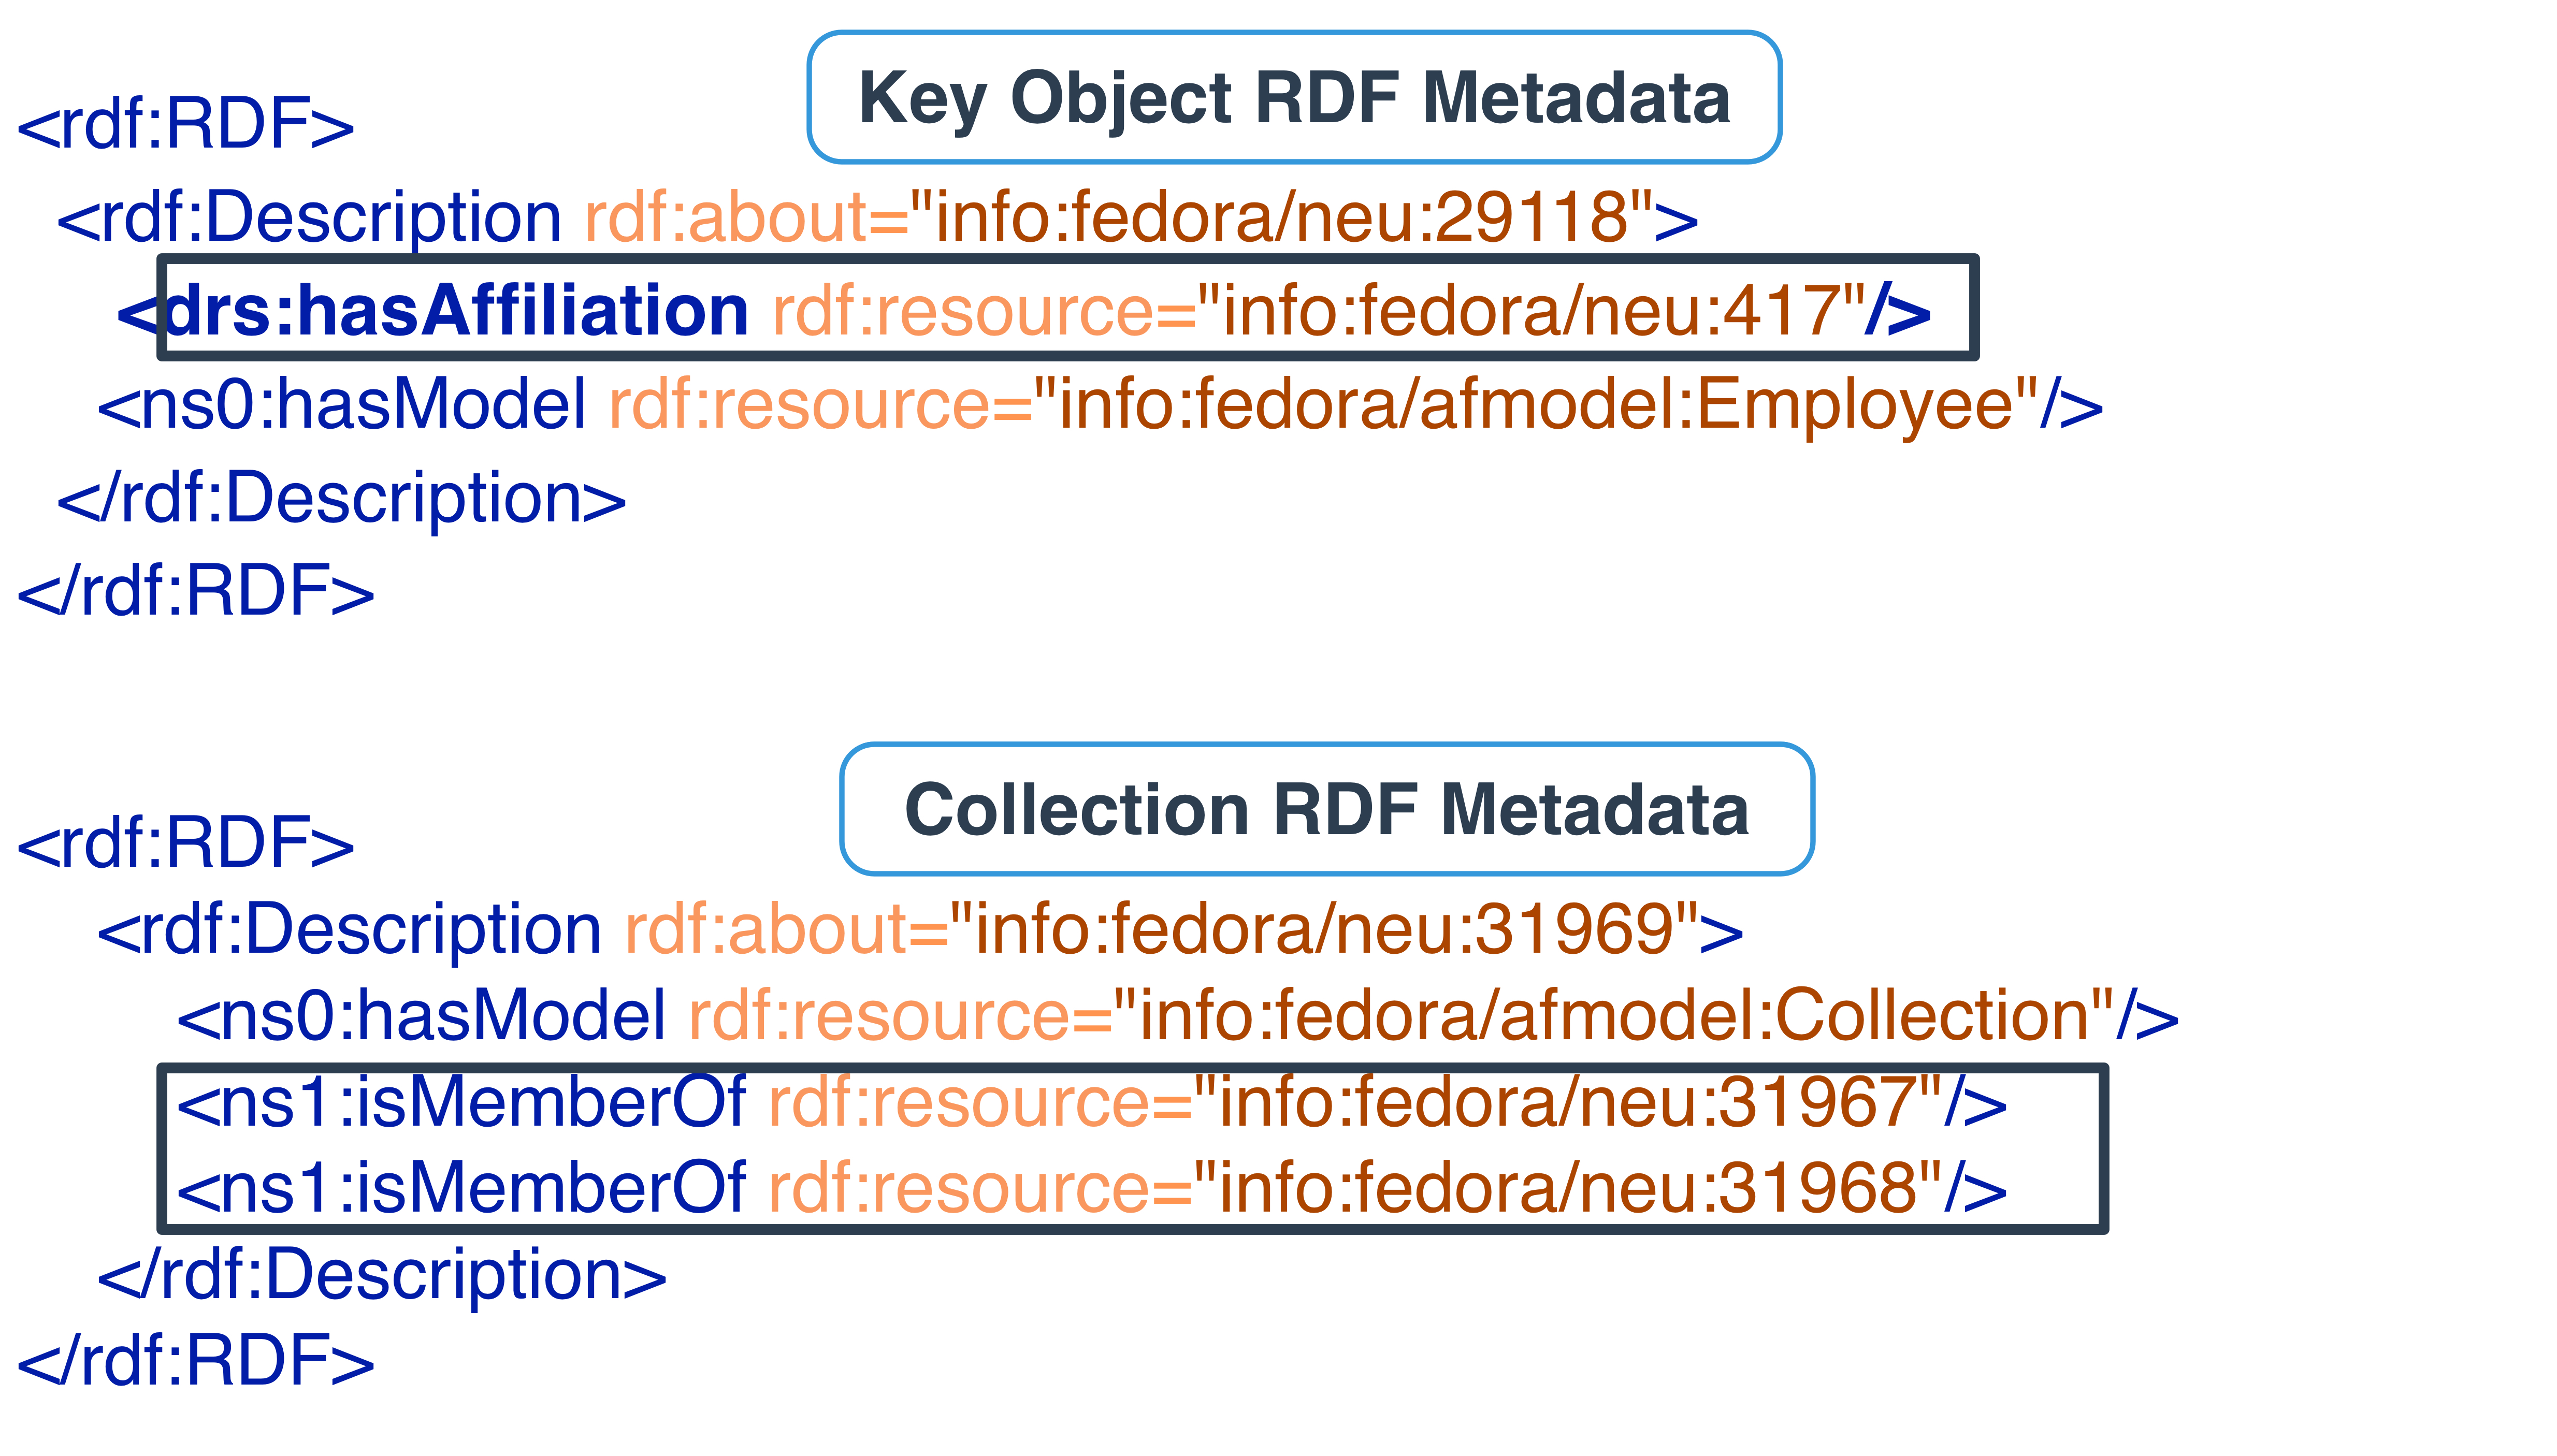 Key Object RDF Metadata
<rdf:RDF>
<rdf:Description rdf:about="info:fedora/neu:29118">
<drs:hasAffiliation rdf:resource="info:fedora/neu:417"/>
<ns0:hasModel rdf:resource="info:fedora/afmodel:Employee"/>
</rdf:Description>
</rdf:RDF>
Collection RDF Metadata
<rdf:RDF>
<rdf:Description rdf:about="info:fedora/neu:31969">
<ns0:hasModel rdf:resource="info:fedora/afmodel:Collection"/>
<ns1:isMemberOf rdf:resource="info:fedora/neu:31967"/>
<ns1:isMemberOf rdf:resource="info:fedora/neu:31968"/>
</rdf:Description>
</rdf:RDF>